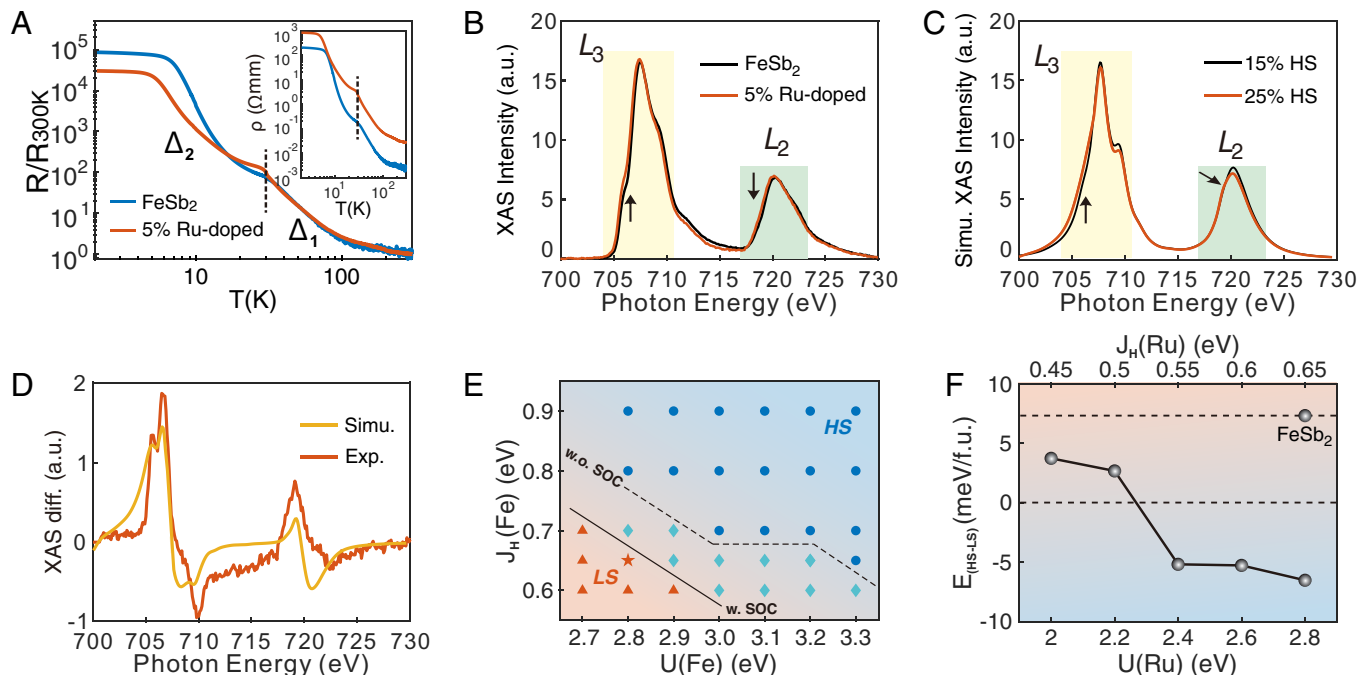 A
R/R300K
10^5
10^4
10^3
10^2
10^1
10^0
Δ2
Δ1
FeSb2
5% Ru-doped
10
100
T(K)
ρ (Ωmm)
10^3
10^2
10^1
10^0
10^-1
10^-2
10^-3
10^1
10^2
T(K)
B
XAS Intensity (a.u.)
20
15
10
5
0
L3
L2
FeSb2
5% Ru-doped
700 705 710 715 720 725 730
Photon Energy (eV)
C
Simu. XAS Intensity (a.u.)
20
15
10
5
0
L3
L2
15% HS
25% HS
700 705 710 715 720 725 730
Photon Energy (eV)
D
XAS diff. (a.u.)
2
1
0
-1
Simu.
Exp.
700 705 710 715 720 725 730
Photon Energy (eV)
E
JH(Fe) (eV)
0.9
0.8
0.7
0.6
HS
w.o. SOC
LS
w. SOC
2.7 2.8 2.9 3.0 3.1 3.2 3.3
U(Fe) (eV)
F
JH(Ru) (eV)
0.45 0.5 0.55 0.6 0.65
E(HS-LS)(meV/f.u.)
10
5
0
-5
-10
FeSb2
2 2.2 2.4 2.6 2.8
U(Ru) (eV)